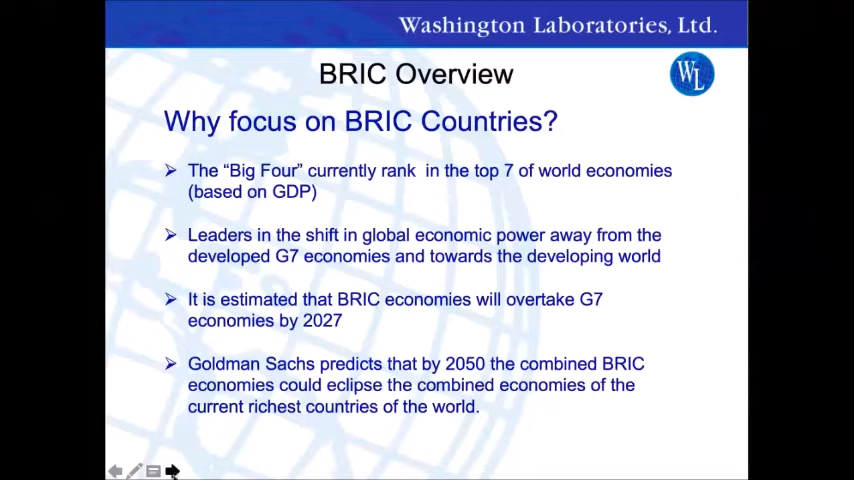 Washington Laboratories, Ltd.
BRIC Overview
WL
Why focus on BRIC Countries?
➢ The “Big Four” currently rank in the top 7 of world economies
(based on GDP)
➢ Leaders in the shift in global economic power away from the
developed G7 economies and towards the developing world
➢ It is estimated that BRIC economies will overtake G7
economies by 2027
➢ Goldman Sachs predicts that by 2050 the combined BRIC
economies could eclipse the combined economies of the
current richest countries of the world.